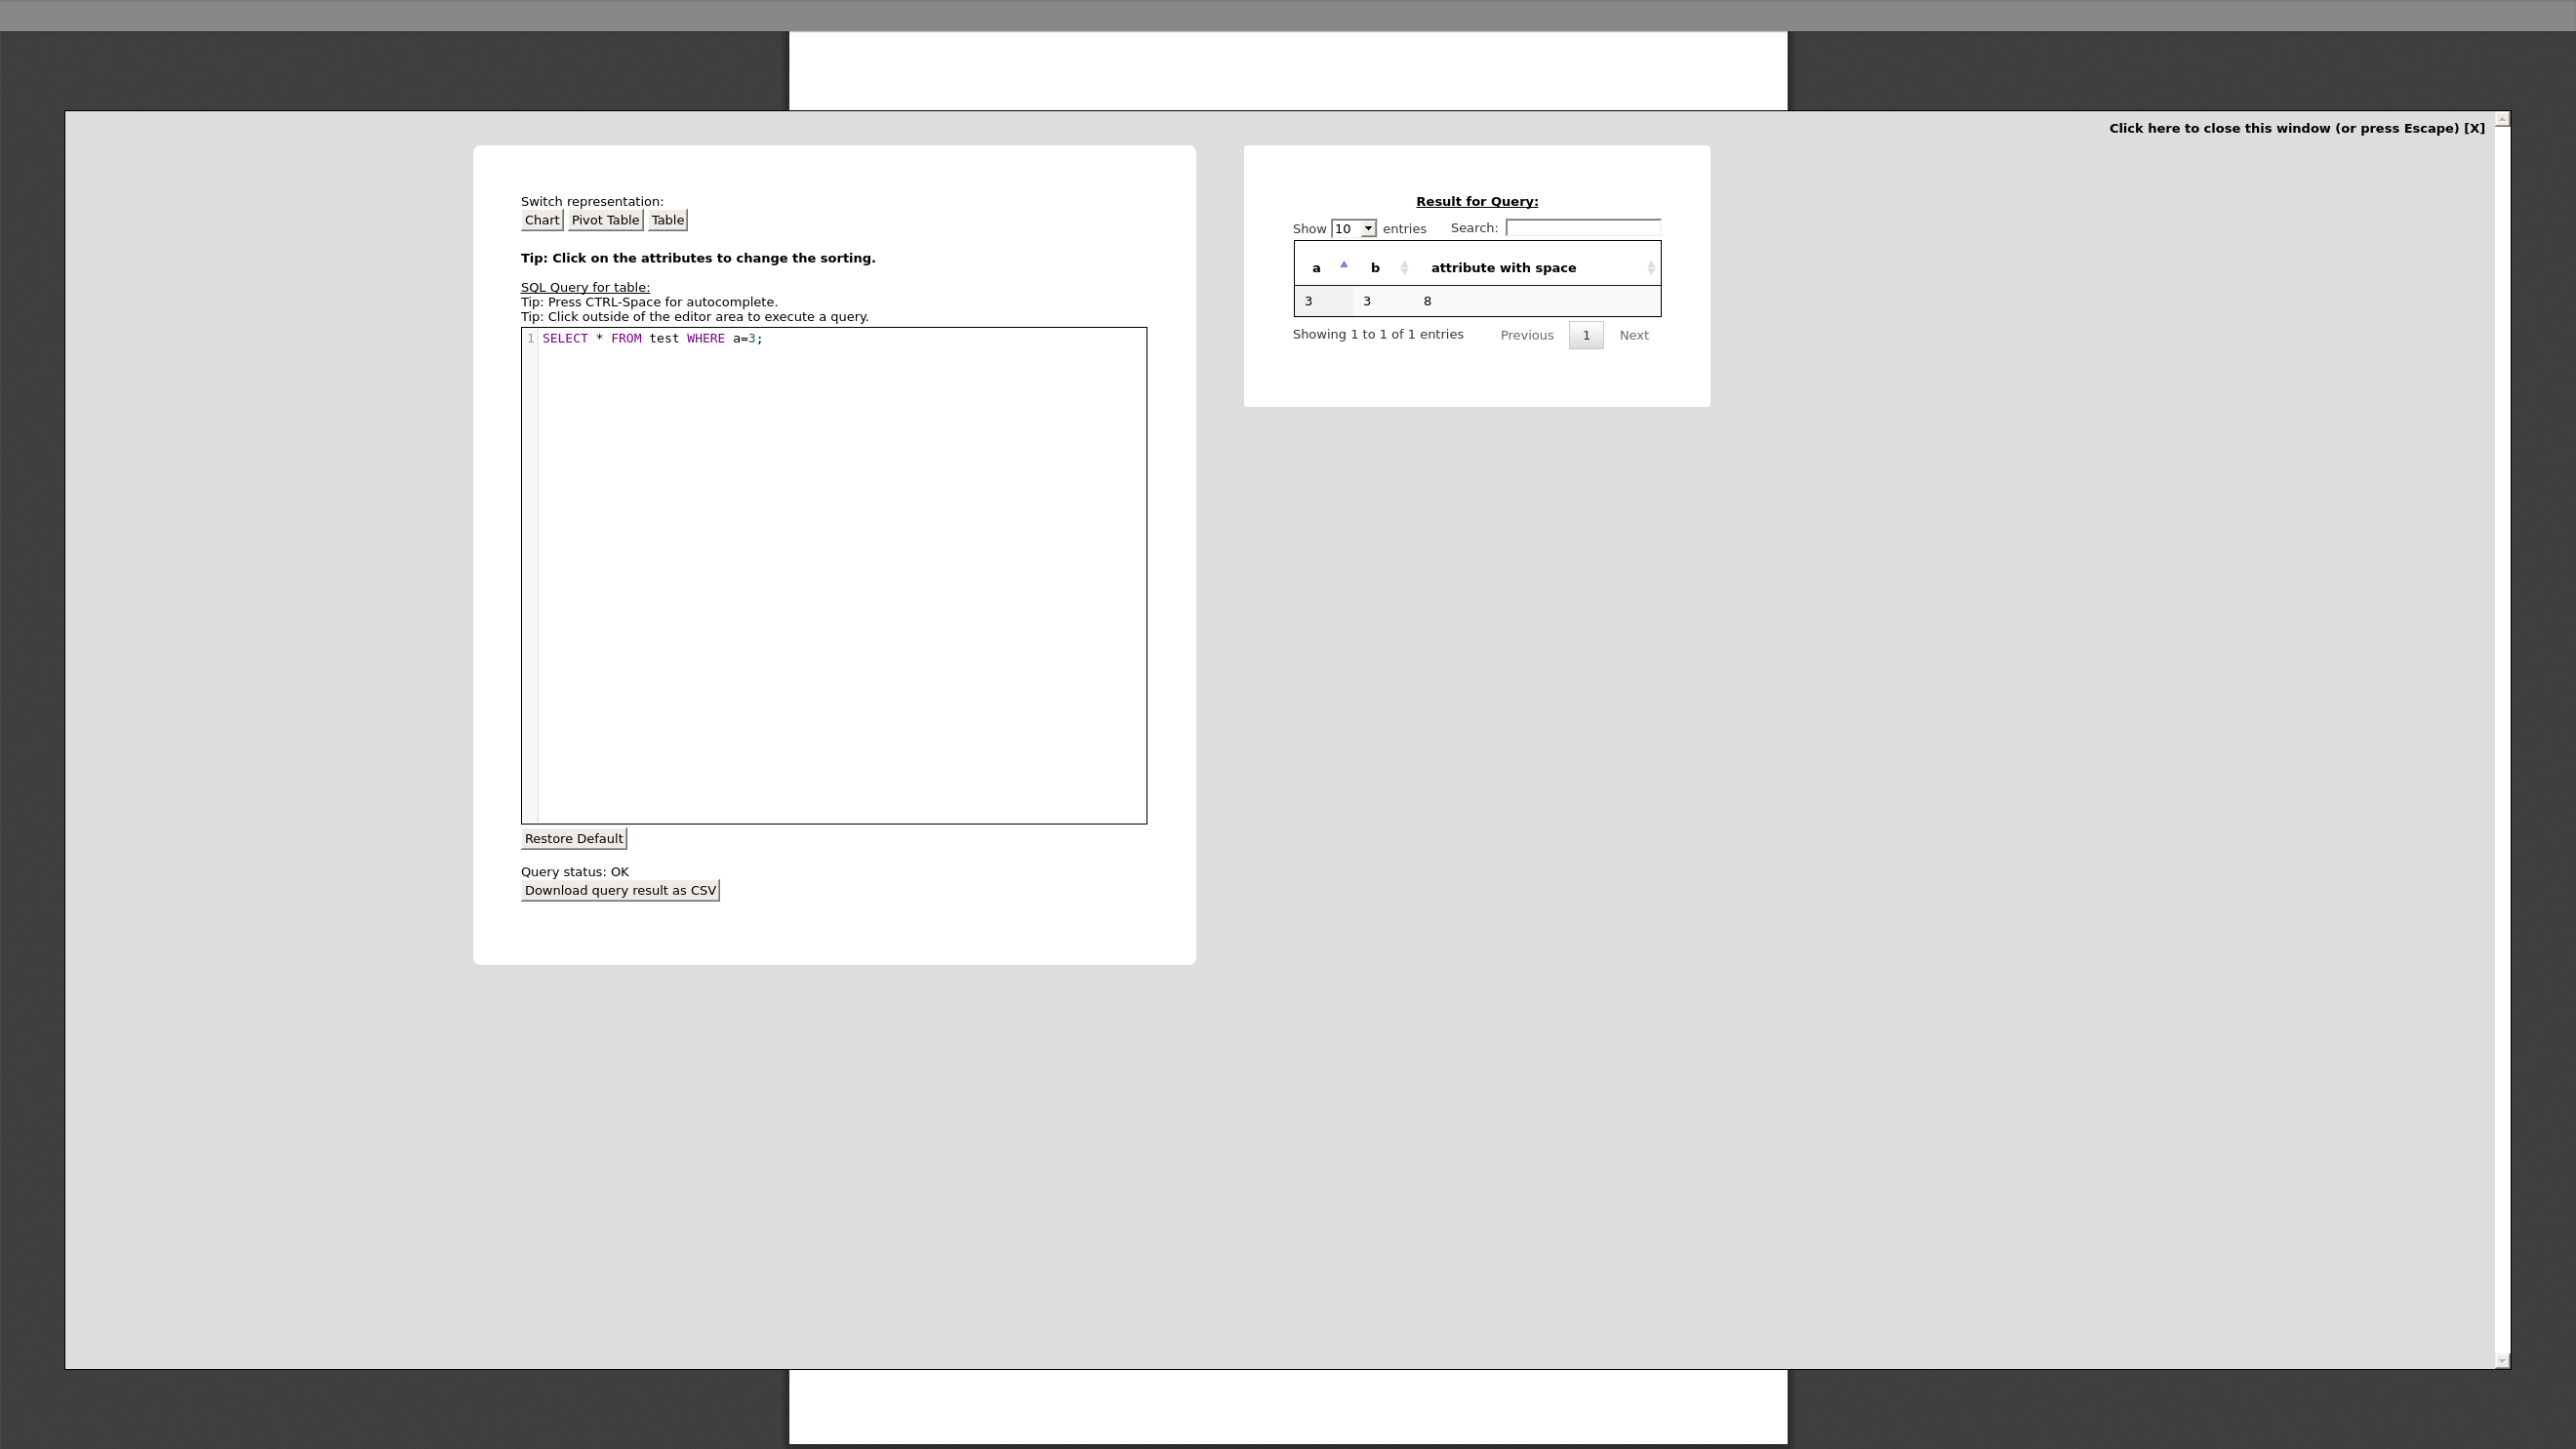 Click here to close this window (or press Escape) [X]
Switch representation:
Chart Pivot Table Table
Tip: Click on the attributes to change the sorting.
SQL Query for table:
Tip: Press CTRL-Space for autocomplete.
Tip: Click outside of the editor area to execute a query.
1 SELECT * FROM test WHERE a=3;
Restore Default
Query status: OK
Download query result as CSV
Result for Query:
Show 10 entries Search:
a b attribute with space
3 3 8
Showing 1 to 1 of 1 entries Previous 1 Next